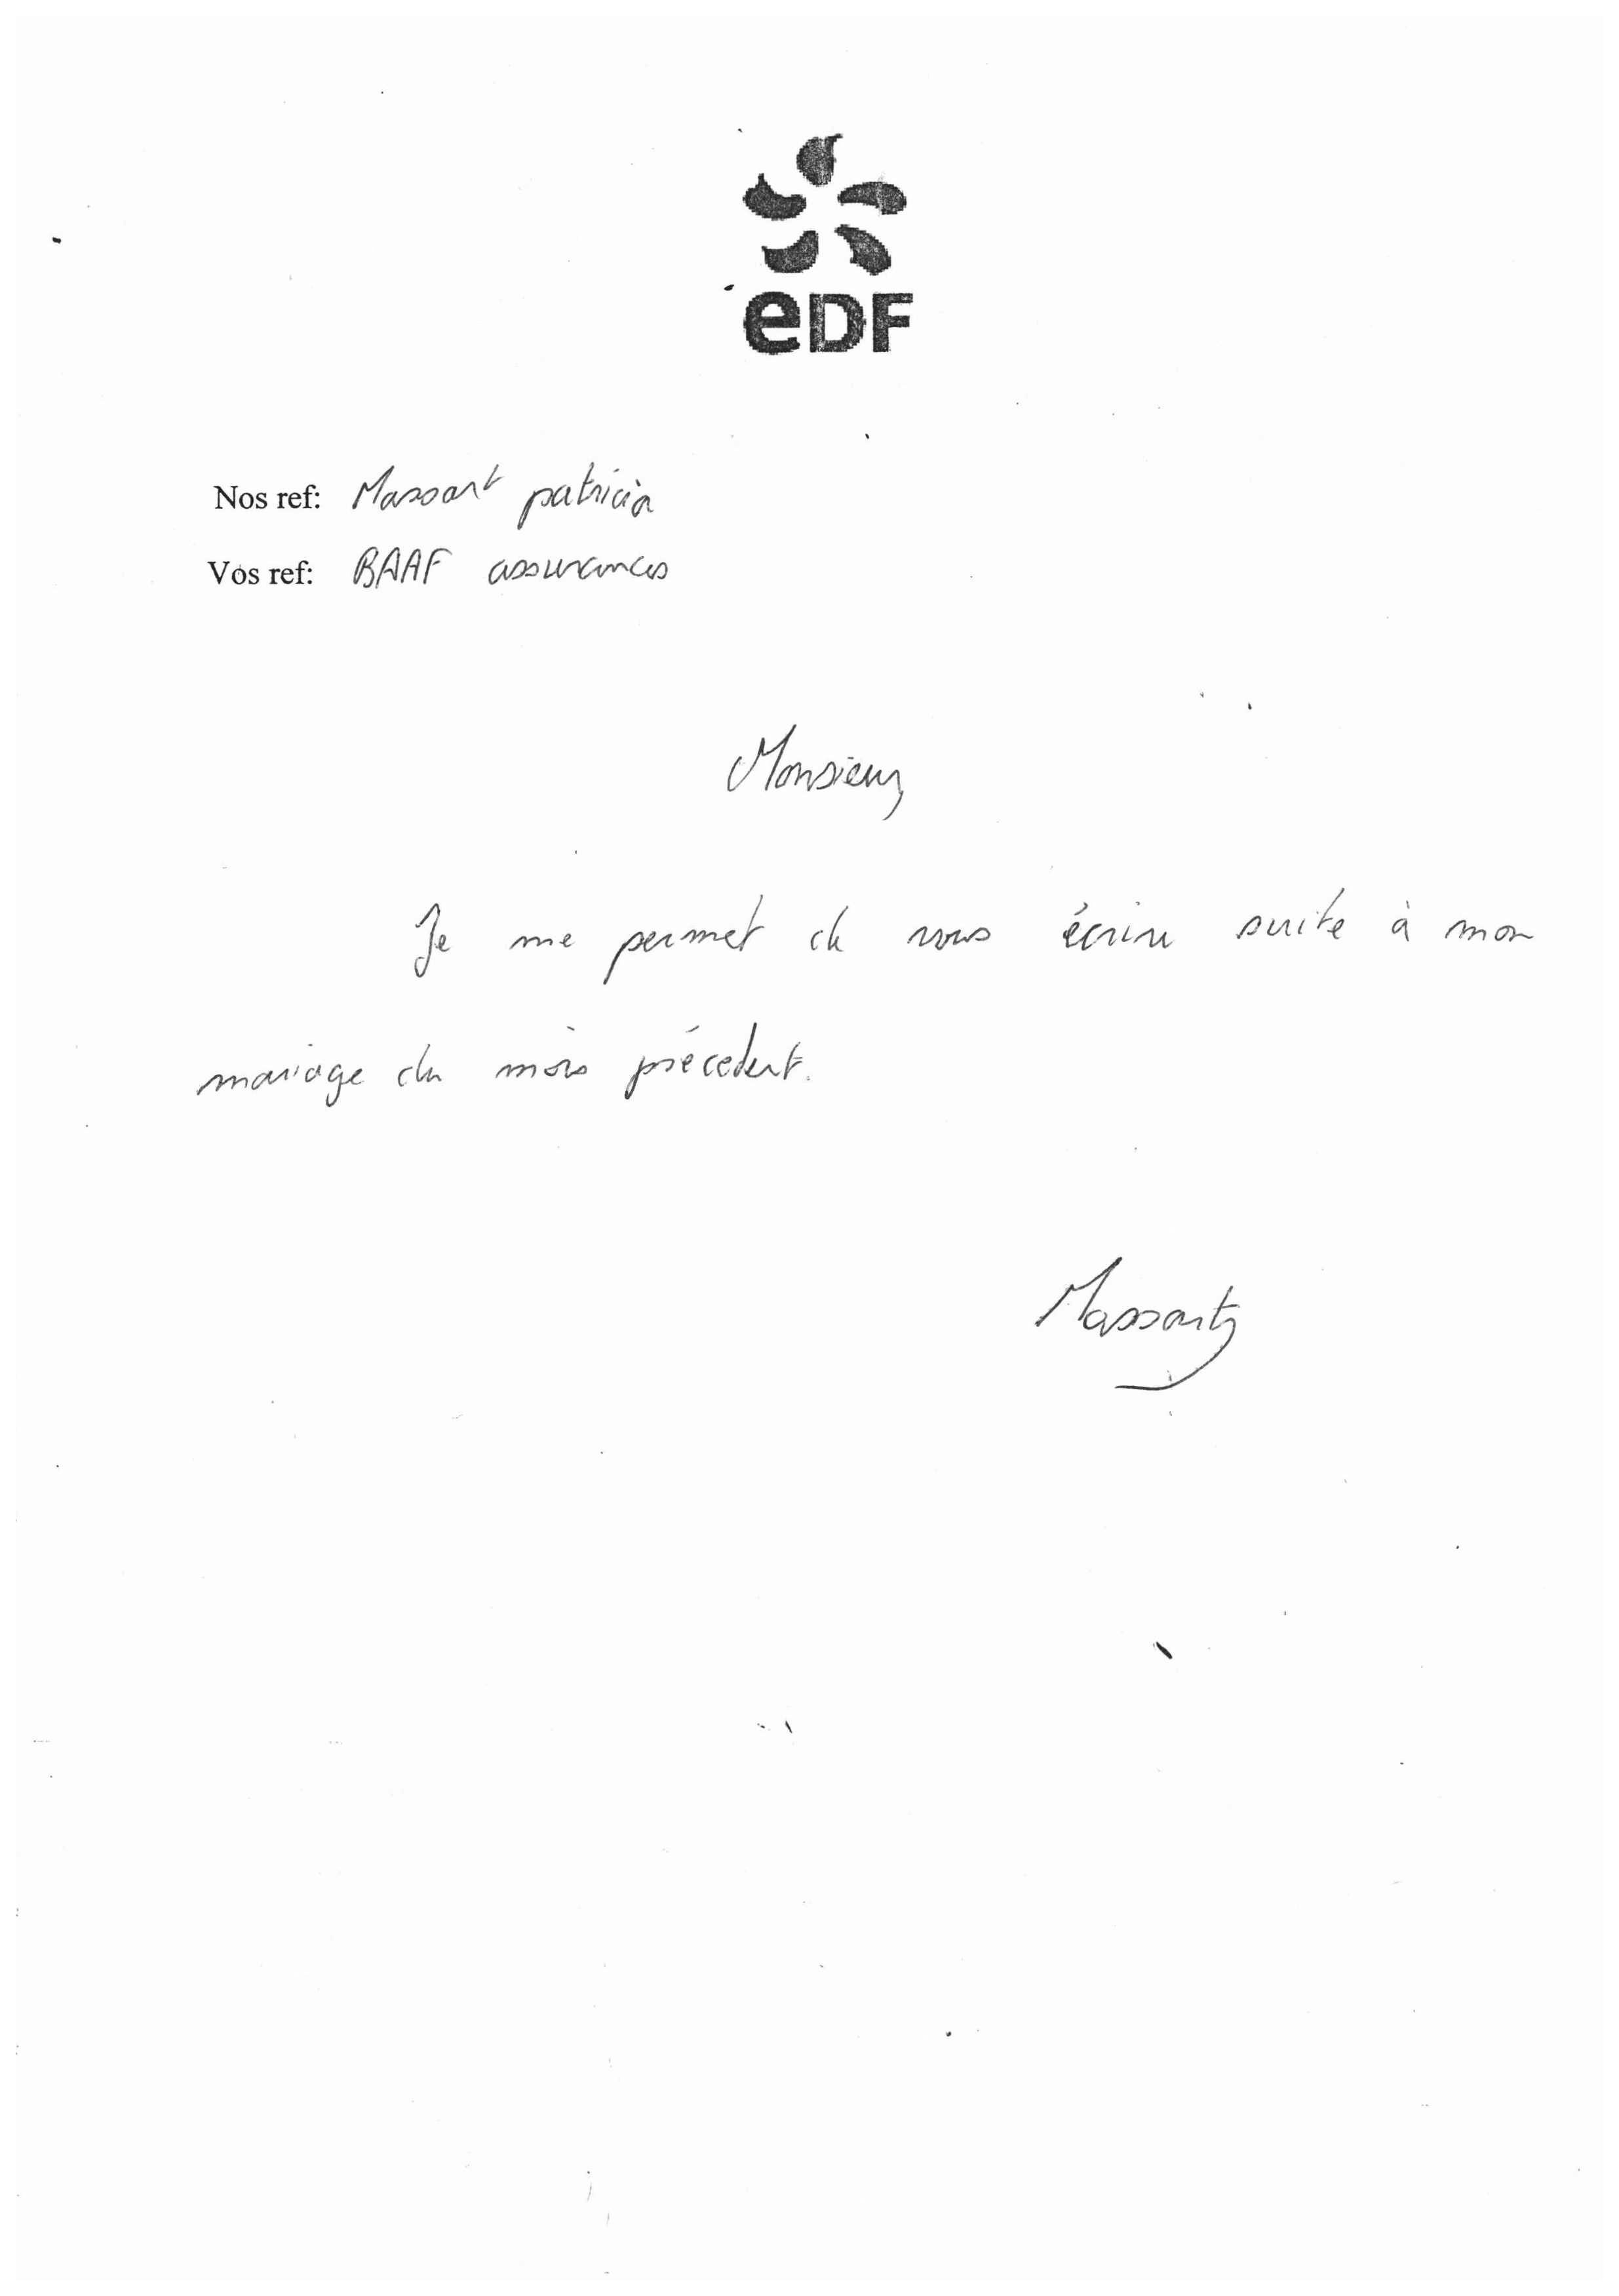 eDF
Nos ref: Massart patricia
Vos ref: BAAF assurances
Monsieur,
Je me permet de vous écrire suite à mon
mariage du mois précedent.
Massart